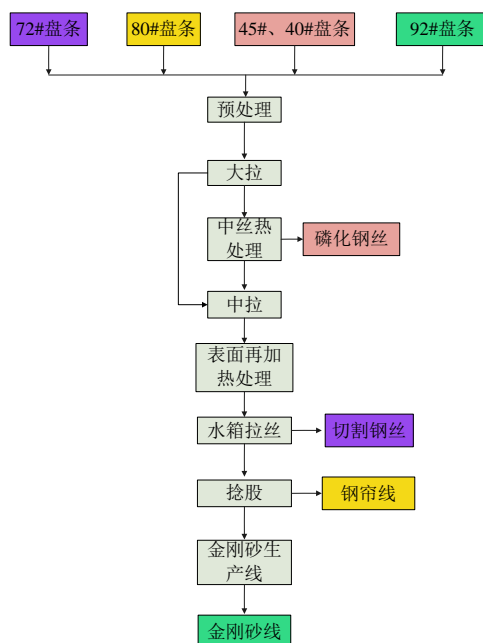 72#盘条
80#盘条
45#、40#盘条
92#盘条
预处理
大拉
中丝热
处理
磷化钢丝
中拉
表面再加
热处理
水箱拉丝
切割钢丝
捻股
钢帘线
金刚砂生
产线
金刚砂线